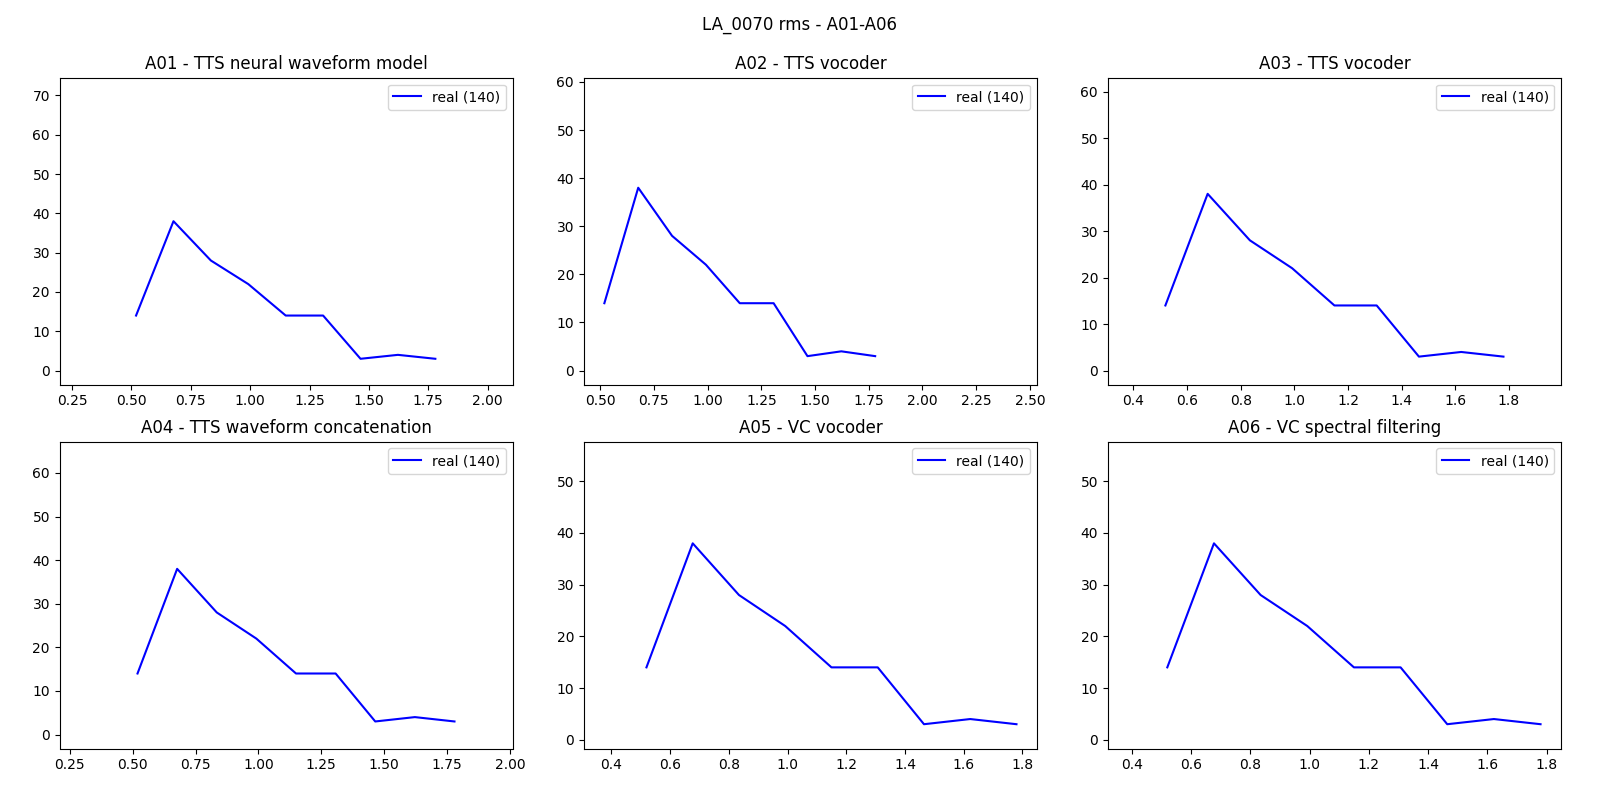 LA_0070 rms - A01-A06
A01 - TTS neural waveform model
real (140)
70
60
50
40
30
20
10
0
0.25 0.50 0.75 1.00 1.25 1.50 1.75 2.00
A02 - TTS vocoder
real (140)
60
50
40
30
20
10
0
0.50 0.75 1.00 1.25 1.50 1.75 2.00 2.25 2.50
A03 - TTS vocoder
real (140)
60
50
40
30
20
10
0
0.4 0.6 0.8 1.0 1.2 1.4 1.6 1.8
A04 - TTS waveform concatenation
real (140)
60
50
40
30
20
10
0
0.25 0.50 0.75 1.00 1.25 1.50 1.75 2.00
A05 - VC vocoder
real (140)
50
40
30
20
10
0
0.4 0.6 0.8 1.0 1.2 1.4 1.6 1.8
A06 - VC spectral filtering
real (140)
50
40
30
20
10
0
0.4 0.6 0.8 1.0 1.2 1.4 1.6 1.8